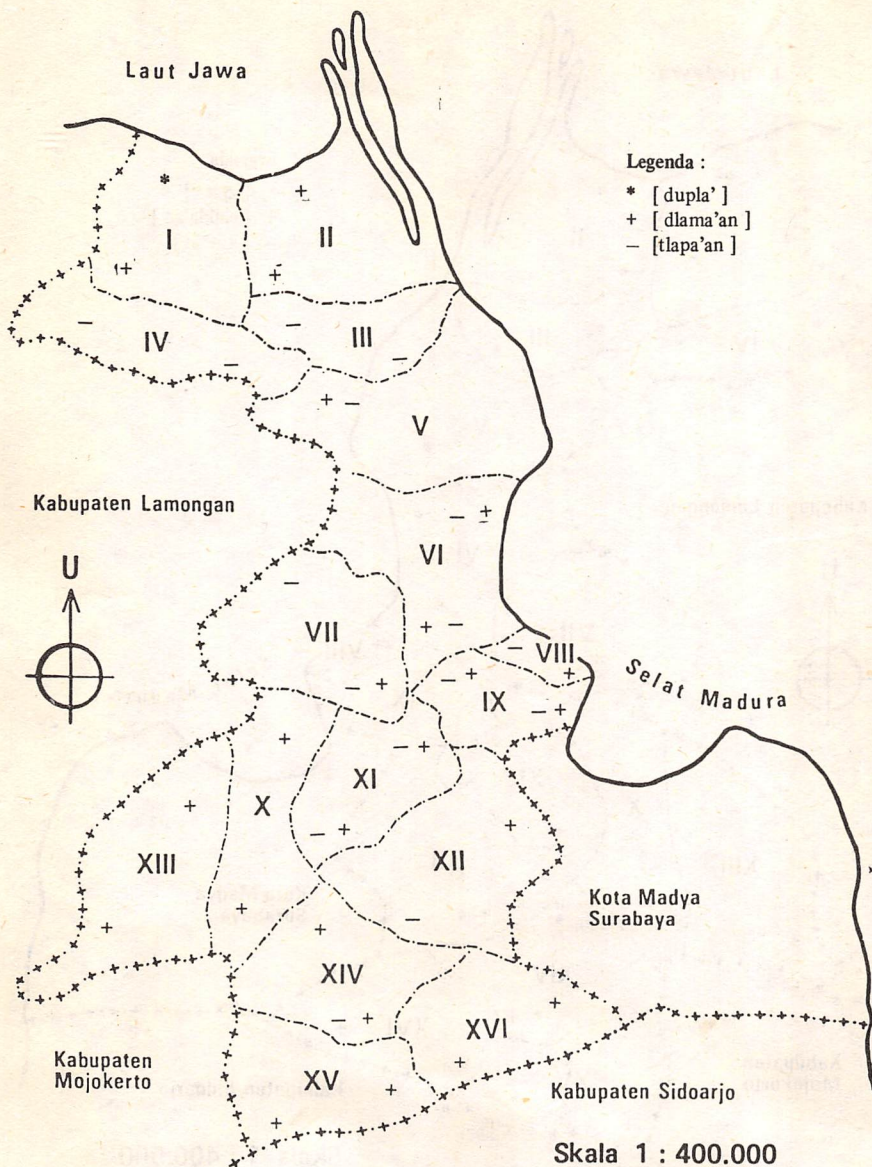 Laut Jawa
Legenda :
* [ dupla' ]
+ [ dlama'an ]
– [tlapa'an ]
I
II
III
IV
V
Kabupaten Lamongan
U
VI
VII
VIII
Selat Madura
IX
X
XI
XII
XIII
Kota Madya
Surabaya
XIV
XV
XVI
Kabupaten
Mojokerto
Kabupaten Sidoarjo
Skala 1 : 400.000